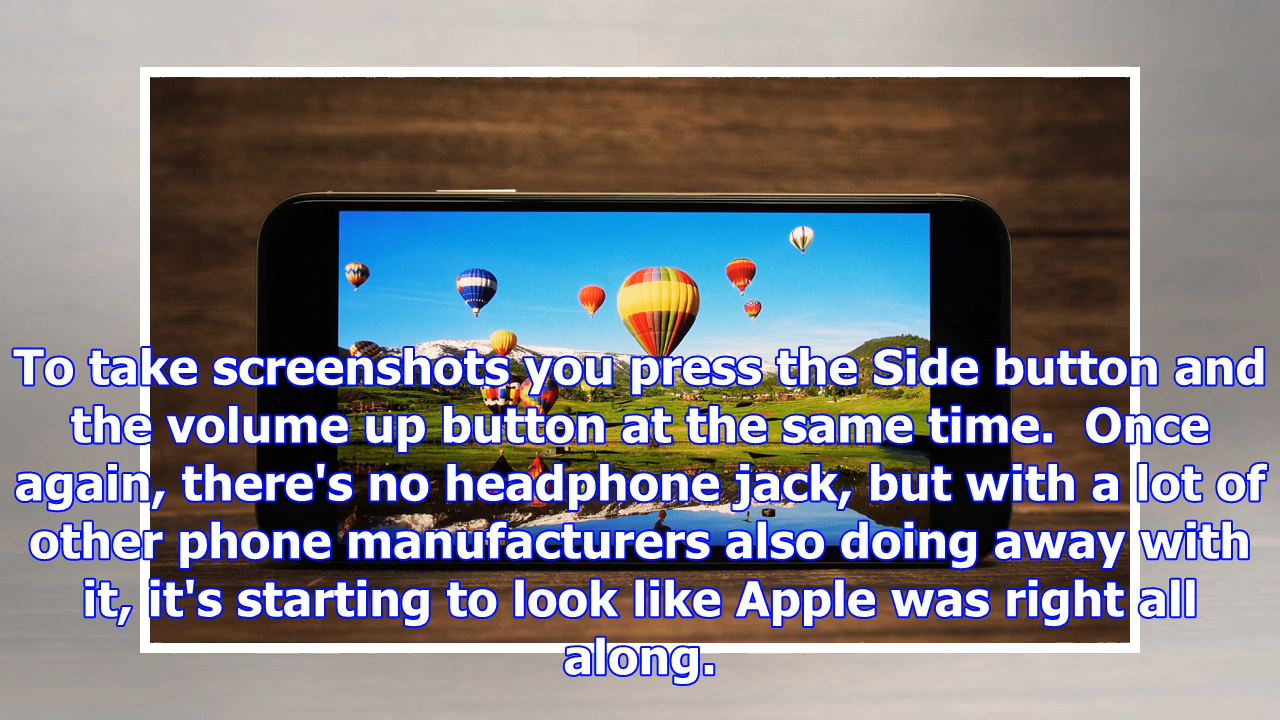 To take screenshots you press the Side button and
the volume up button at the same time.  Once
again, there's no headphone jack, but with a lot of
other phone manufacturers also doing away with
it, it's starting to look like Apple was right all
along.